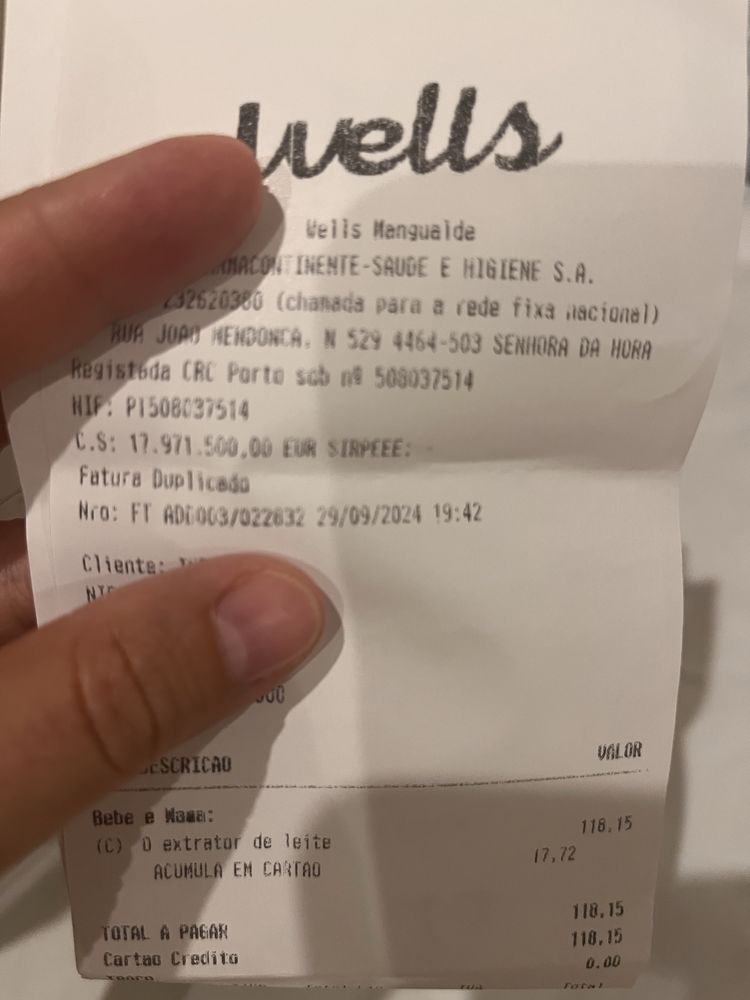 Wells
Wells Mangualde
CONTINENTE-SAUDE E HIGIENE S.A.
232620380 (chamada para a rede fixa nacional)
RUA JOAO MENDONCA, N 529 4464-503 SENHORA DA HORA
Registada CRC Porto sob nº 508037514
NIF: PT508037514
C.S: 17.971.500,00 EUR SIRPEEE: -
Fatura Duplicado
Nro: FT 29/09/2024 19:42
Cliente:
DESCRICAO VALOR
Bebe e Mama:
(C) O extrator de leite 118,15
ACUMULA EM CARTAO 17,72
TOTAL A PAGAR 118,15
Cartao Credito 118,15
0.00